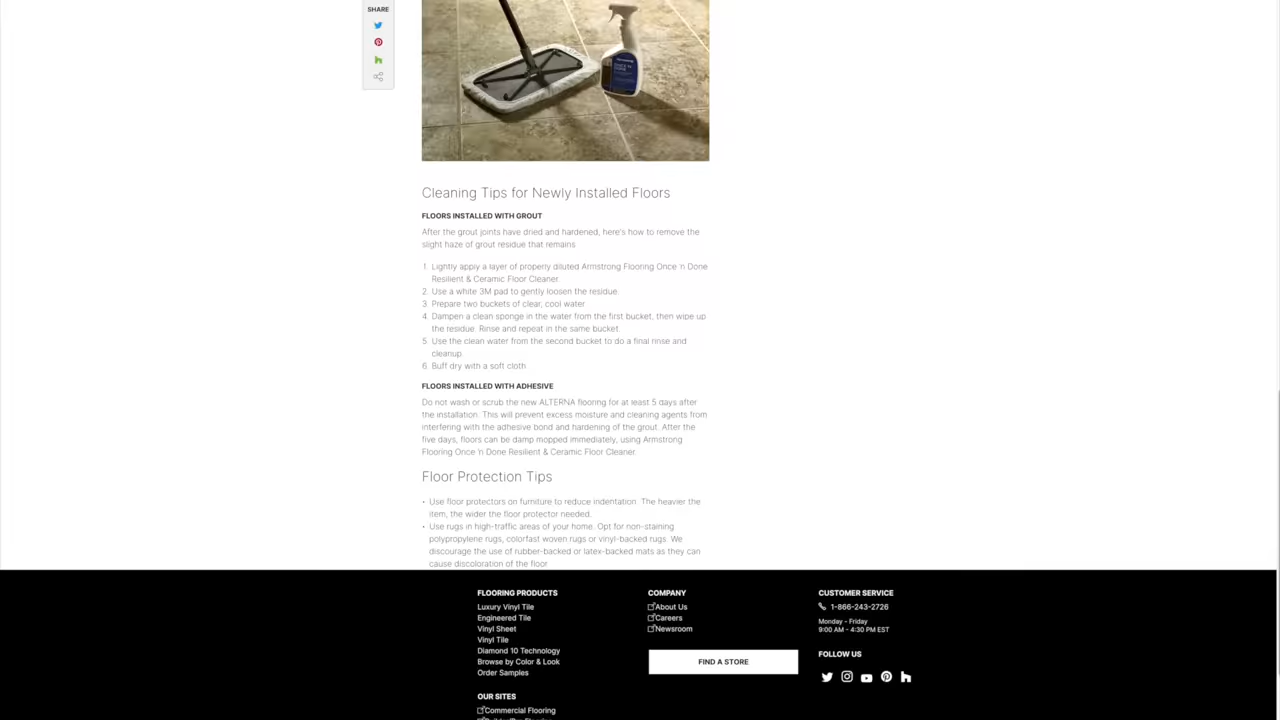 SHARE
Cleaning Tips for Newly Installed Floors
FLOORS INSTALLED WITH GROUT
After the grout joints have dried and hardened, here's how to remove the
slight haze of grout residue that remains
1. Lightly apply a layer of properly diluted Armstrong Flooring Once 'n Done
Resilient & Ceramic Floor Cleaner.
2. Use a white 3M pad to gently loosen the residue.
3. Prepare two buckets of clear, cool water
4. Dampen a clean sponge in the water from the first bucket, then wipe up
the residue. Rinse and repeat in the same bucket.
5. Use the clean water from the second bucket to do a final rinse and
cleanup.
6. Buff dry with a soft cloth
FLOORS INSTALLED WITH ADHESIVE
Do not wash or scrub the new ALTERNA flooring for at least 5 days after
the installation. This will prevent excess moisture and cleaning agents from
interfering with the adhesive bond and hardening of the grout. After the
five days, floors can be damp mopped immediately, using Armstrong
Flooring Once 'n Done Resilient & Ceramic Floor Cleaner.
Floor Protection Tips
• Use floor protectors on furniture to reduce indentation. The heavier the
item, the wider the floor protector needed.
• Use rugs in high-traffic areas of your home. Opt for non-staining
polypropylene rugs, colorfast woven rugs or vinyl-backed rugs. We
discourage the use of rubber-backed or latex-backed mats as they can
cause discoloration of the floor
FLOORING PRODUCTS
Luxury Vinyl Tile
Engineered Tile
Vinyl Sheet
Vinyl Tile
Diamond 10 Technology
Browse by Color & Look
Order Samples
OUR SITES
Commercial Flooring
COMPANY
About Us
Careers
Newsroom
FIND A STORE
CUSTOMER SERVICE
1-866-243-2726
Monday - Friday
9:00 AM - 4:30 PM EST
FOLLOW US